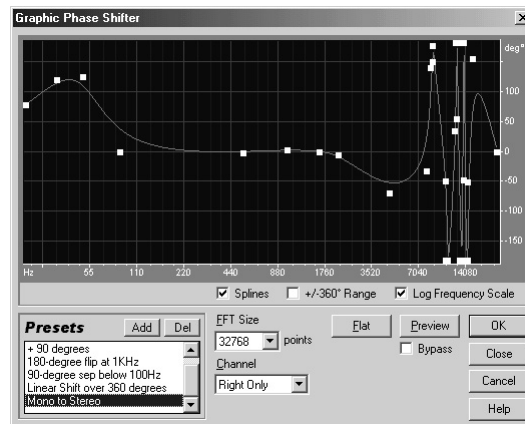 Graphic Phase Shifter
deg°
150
100
50
0
-50
-100
-150
Hz 55 110 220 440 880 1760 3520 7040 14080
Splines +/-360° Range Log Frequency Scale
Presets Add Del
+ 90 degrees
180-degree flip at 1KHz
90-degree sep below 100Hz
Linear Shift over 360 degrees
Mono to Stereo
FFT Size
32768 points
Channel
Right Only
Flat
Preview
Bypass
OK
Close
Cancel
Help